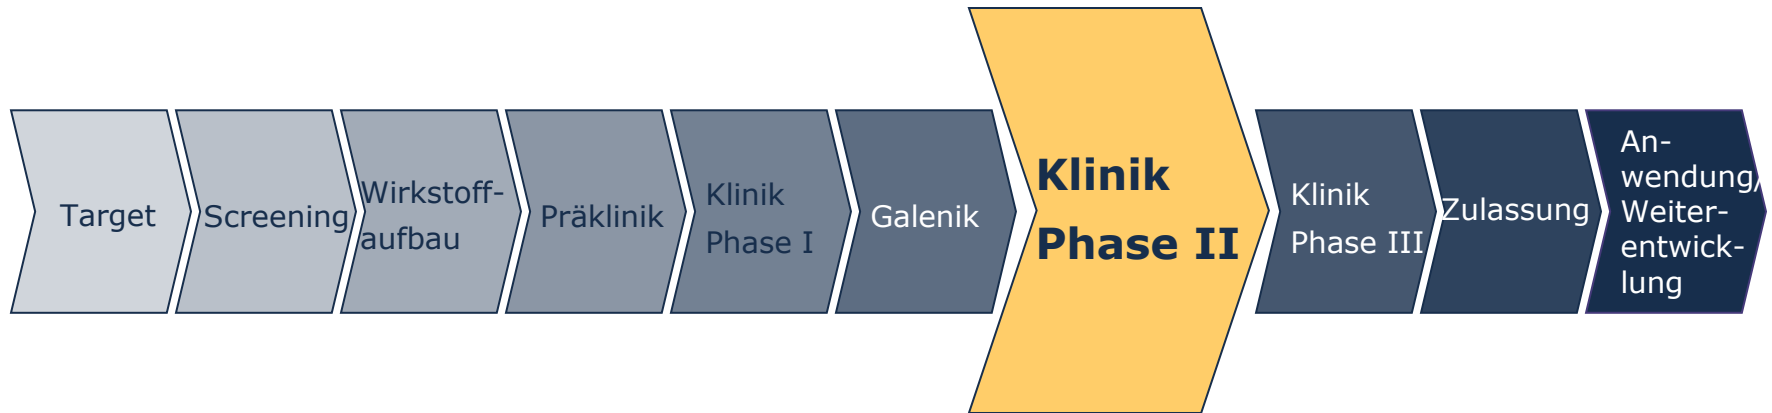 Target
Screening
Wirkstoff-
aufbau
Präklinik
Klinik
Phase I
Galenik
Klinik
Phase II
Klinik
Phase III
Zulassung
An-
wendung/
Weiter-
entwick-
lung